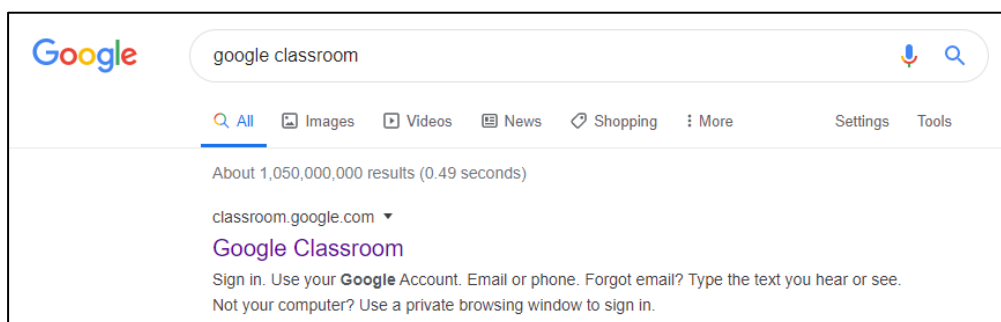 Google google classroom
All Images Videos News Shopping More Settings Tools
About 1,050,000,000 results (0.49 seconds)
classroom.google.com
Google Classroom
Sign in. Use your Google Account. Email or phone. Forgot email? Type the text you hear or see.
Not your computer? Use a private browsing window to sign in.